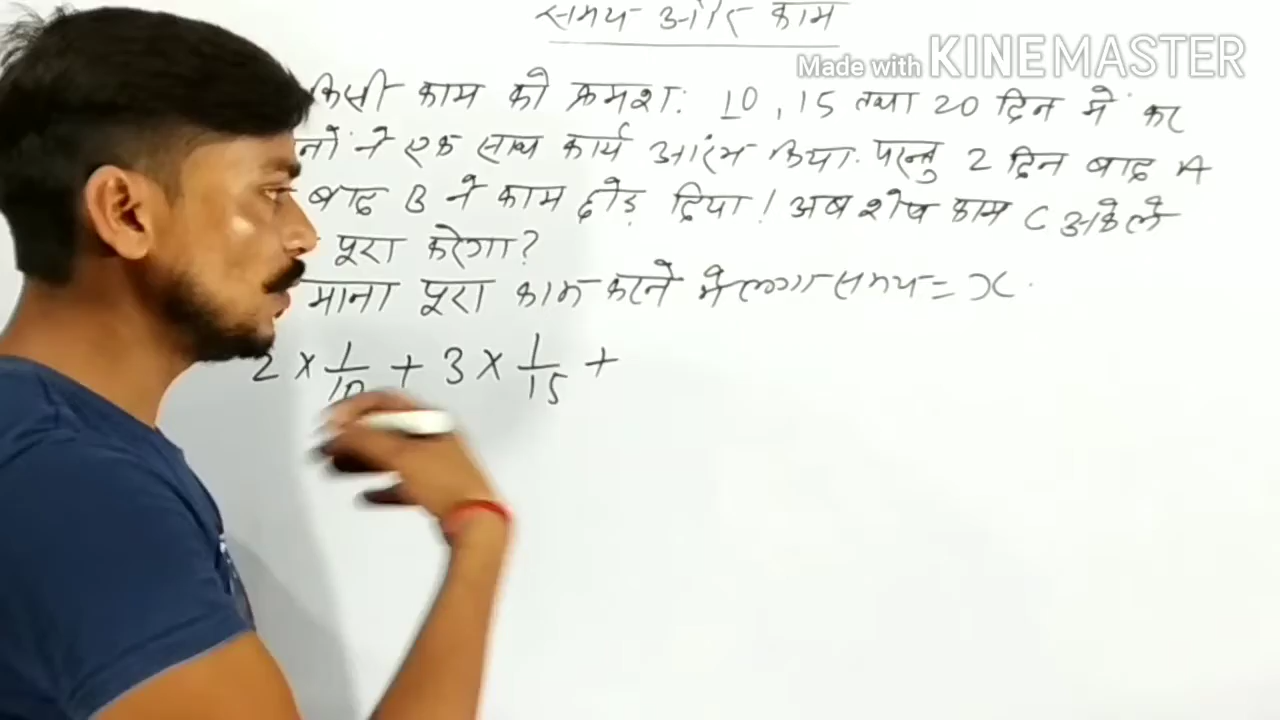 समय और काम
Made with KINEMASTER
किसी काम को क्रमश: 10, 15 तथा 20 दिन में कर
नों ने एक साथ कार्य आरंभ किया. परन्तु 2 दिन बाद A
बाद B ने काम छोड़ दिया! अब शेष काम C अकेले
पूरा करेगा?
माना पूरा काम करने में लगा समय = x.
2 × 1/10 + 3 × 1/15 +